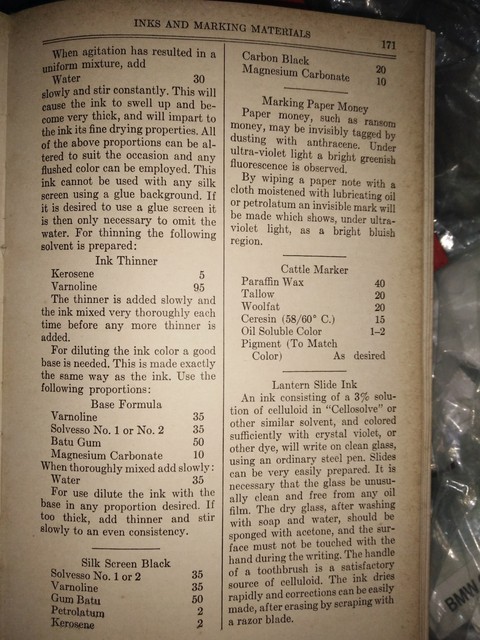 INKS AND MARKING MATERIALS 171
When agitation has resulted in a
uniform mixture, add
Water 30
slowly and stir constantly. This will
cause the ink to swell up and be-
come very thick, and will impart to
the ink its fine drying properties. All
of the above proportions can be al-
tered to suit the occasion and any
flushed color can be employed. This
ink cannot be used with any silk
screen using a glue background. If
it is desired to use a glue screen it
is then only necessary to omit the
water. For thinning the following
solvent is prepared:
Ink Thinner
Kerosene 5
Varnoline 95
The thinner is added slowly and
the ink mixed very thoroughly each
time before any more thinner is
added.
For diluting the ink color a good
base is needed. This is made exactly
the same way as the ink. Use the
following proportions:
Base Formula
Varnoline 35
Solvesso No. 1 or No. 2 35
Batu Gum 50
Magnesium Carbonate 10
When thoroughly mixed add slowly:
Water 35
For use dilute the ink with the
base in any proportion desired. If
too thick, add thinner and stir
slowly to an even consistency.
Silk Screen Black
Solvesso No. 1 or 2 35
Varnoline 35
Gum Batu 50
Petrolatum 2
Kerosene 2
Carbon Black 20
Magnesium Carbonate 10
Marking Paper Money
Paper money, such as ransom
money, may be invisibly tagged by
dusting with anthracene. Under
ultra-violet light a bright greenish
fluorescence is observed.
By wiping a paper note with a
cloth moistened with lubricating oil
or petrolatum an invisible mark will
be made which shows, under ultra-
violet light, as a bright bluish
region.
Cattle Marker
Paraffin Wax 40
Tallow 20
Woolfat 20
Ceresin (58/60° C.) 15
Oil Soluble Color 1–2
Pigment (To Match
Color) As desired
Lantern Slide Ink
An ink consisting of a 3% solu-
tion of celluloid in "Cellosolve" or
other similar solvent, and colored
sufficiently with crystal violet, or
other dye, will write on clean glass,
using an ordinary steel pen. Slides
can be very easily prepared. It is
necessary that the glass be unusu-
ally clean and free from any oil
film. The dry glass, after washing
with soap and water, should be
sponged with acetone, and the sur-
face must not be touched with the
hand during the writing. The handle
of a toothbrush is a satisfactory
source of celluloid. The ink dries
rapidly and corrections can be easily
made, after erasing by scraping with
a razor blade.
BMW